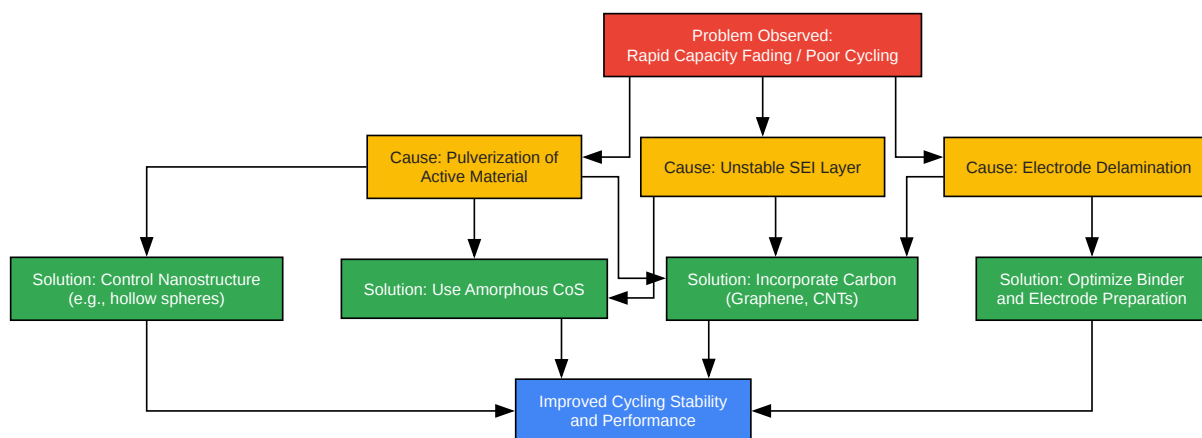 Problem Observed:
Rapid Capacity Fading / Poor Cycling
Cause: Pulverization of
Active Material
Cause: Unstable SEI Layer
Cause: Electrode Delamination
Solution: Control Nanostructure
(e.g., hollow spheres)
Solution: Use Amorphous CoS
Solution: Incorporate Carbon
(Graphene, CNTs)
Solution: Optimize Binder
and Electrode Preparation
Improved Cycling Stability
and Performance